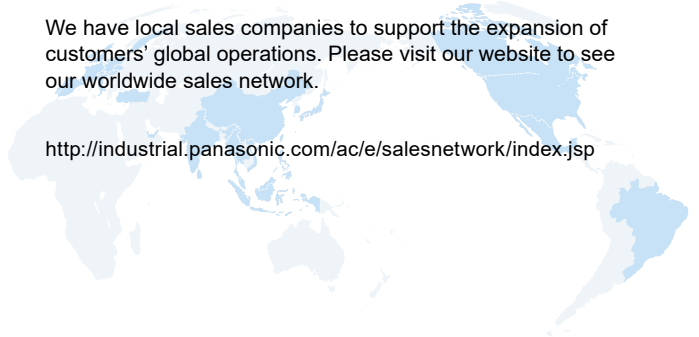 We have local sales companies to support the expansion of
customers’ global operations. Please visit our website to see
our worldwide sales network.
http://industrial.panasonic.com/ac/e/salesnetwork/index.jsp